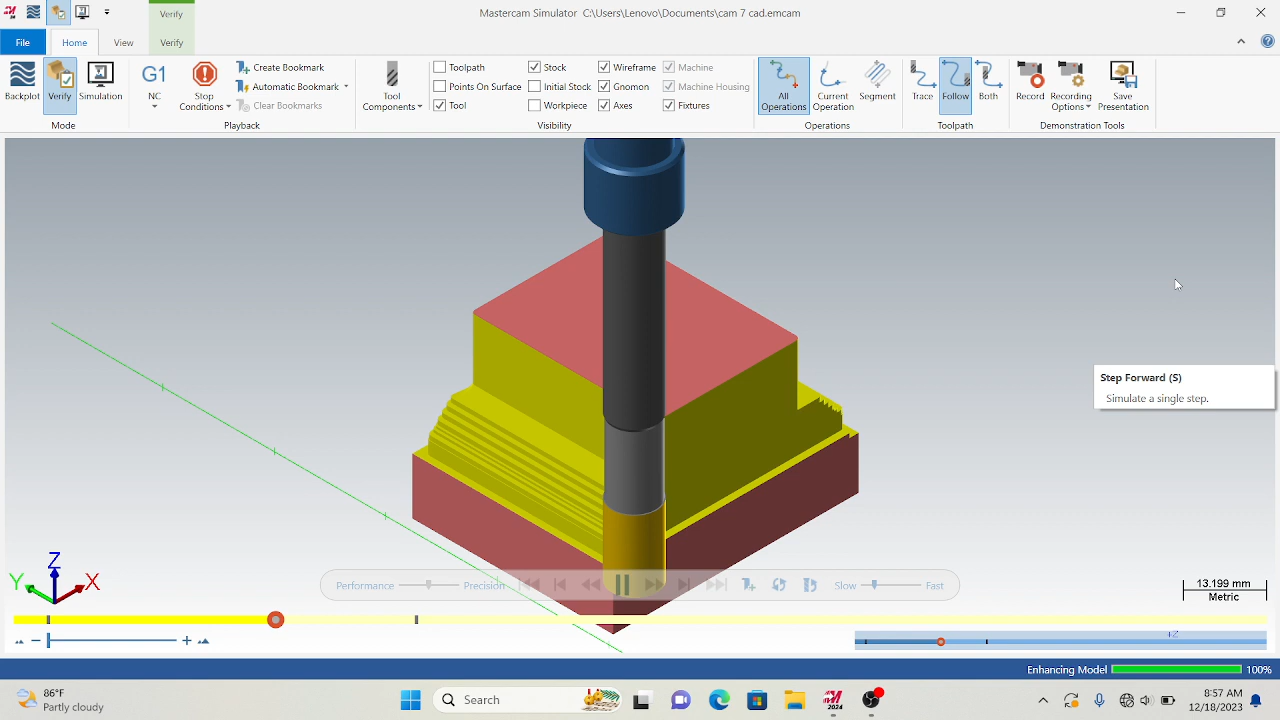 Verify
Mastercam Simulator C:\Users\Lenovo\Documents\cam 7 cad.emcam
File
Home
View
Verify
Backplot
Verify
Simulation
Mode
G1
NC
Stop Conditions
Create Bookmark
Automatic Bookmark
Clear Bookmarks
Playback
Tool Components
Toolpath
Points On Surface
Tool
Stock
Initial Stock
Workpiece
Wireframe
Gnomon
Axes
Machine
Machine Housing
Fixtures
Visibility
All Operations
Current Operation
Segment
Operations
Trace
Follow
Both
Toolpath
Record
Recording Options
Save Presentation
Demonstration Tools
Step Forward (S)
Simulate a single step.
Z
Y
X
Performance
Precision
Slow
Fast
13.199 mm
Metric
+Z
Enhancing Model
100%
86°F
Partly cloudy
Search
2024
8:57 AM
12/18/2023